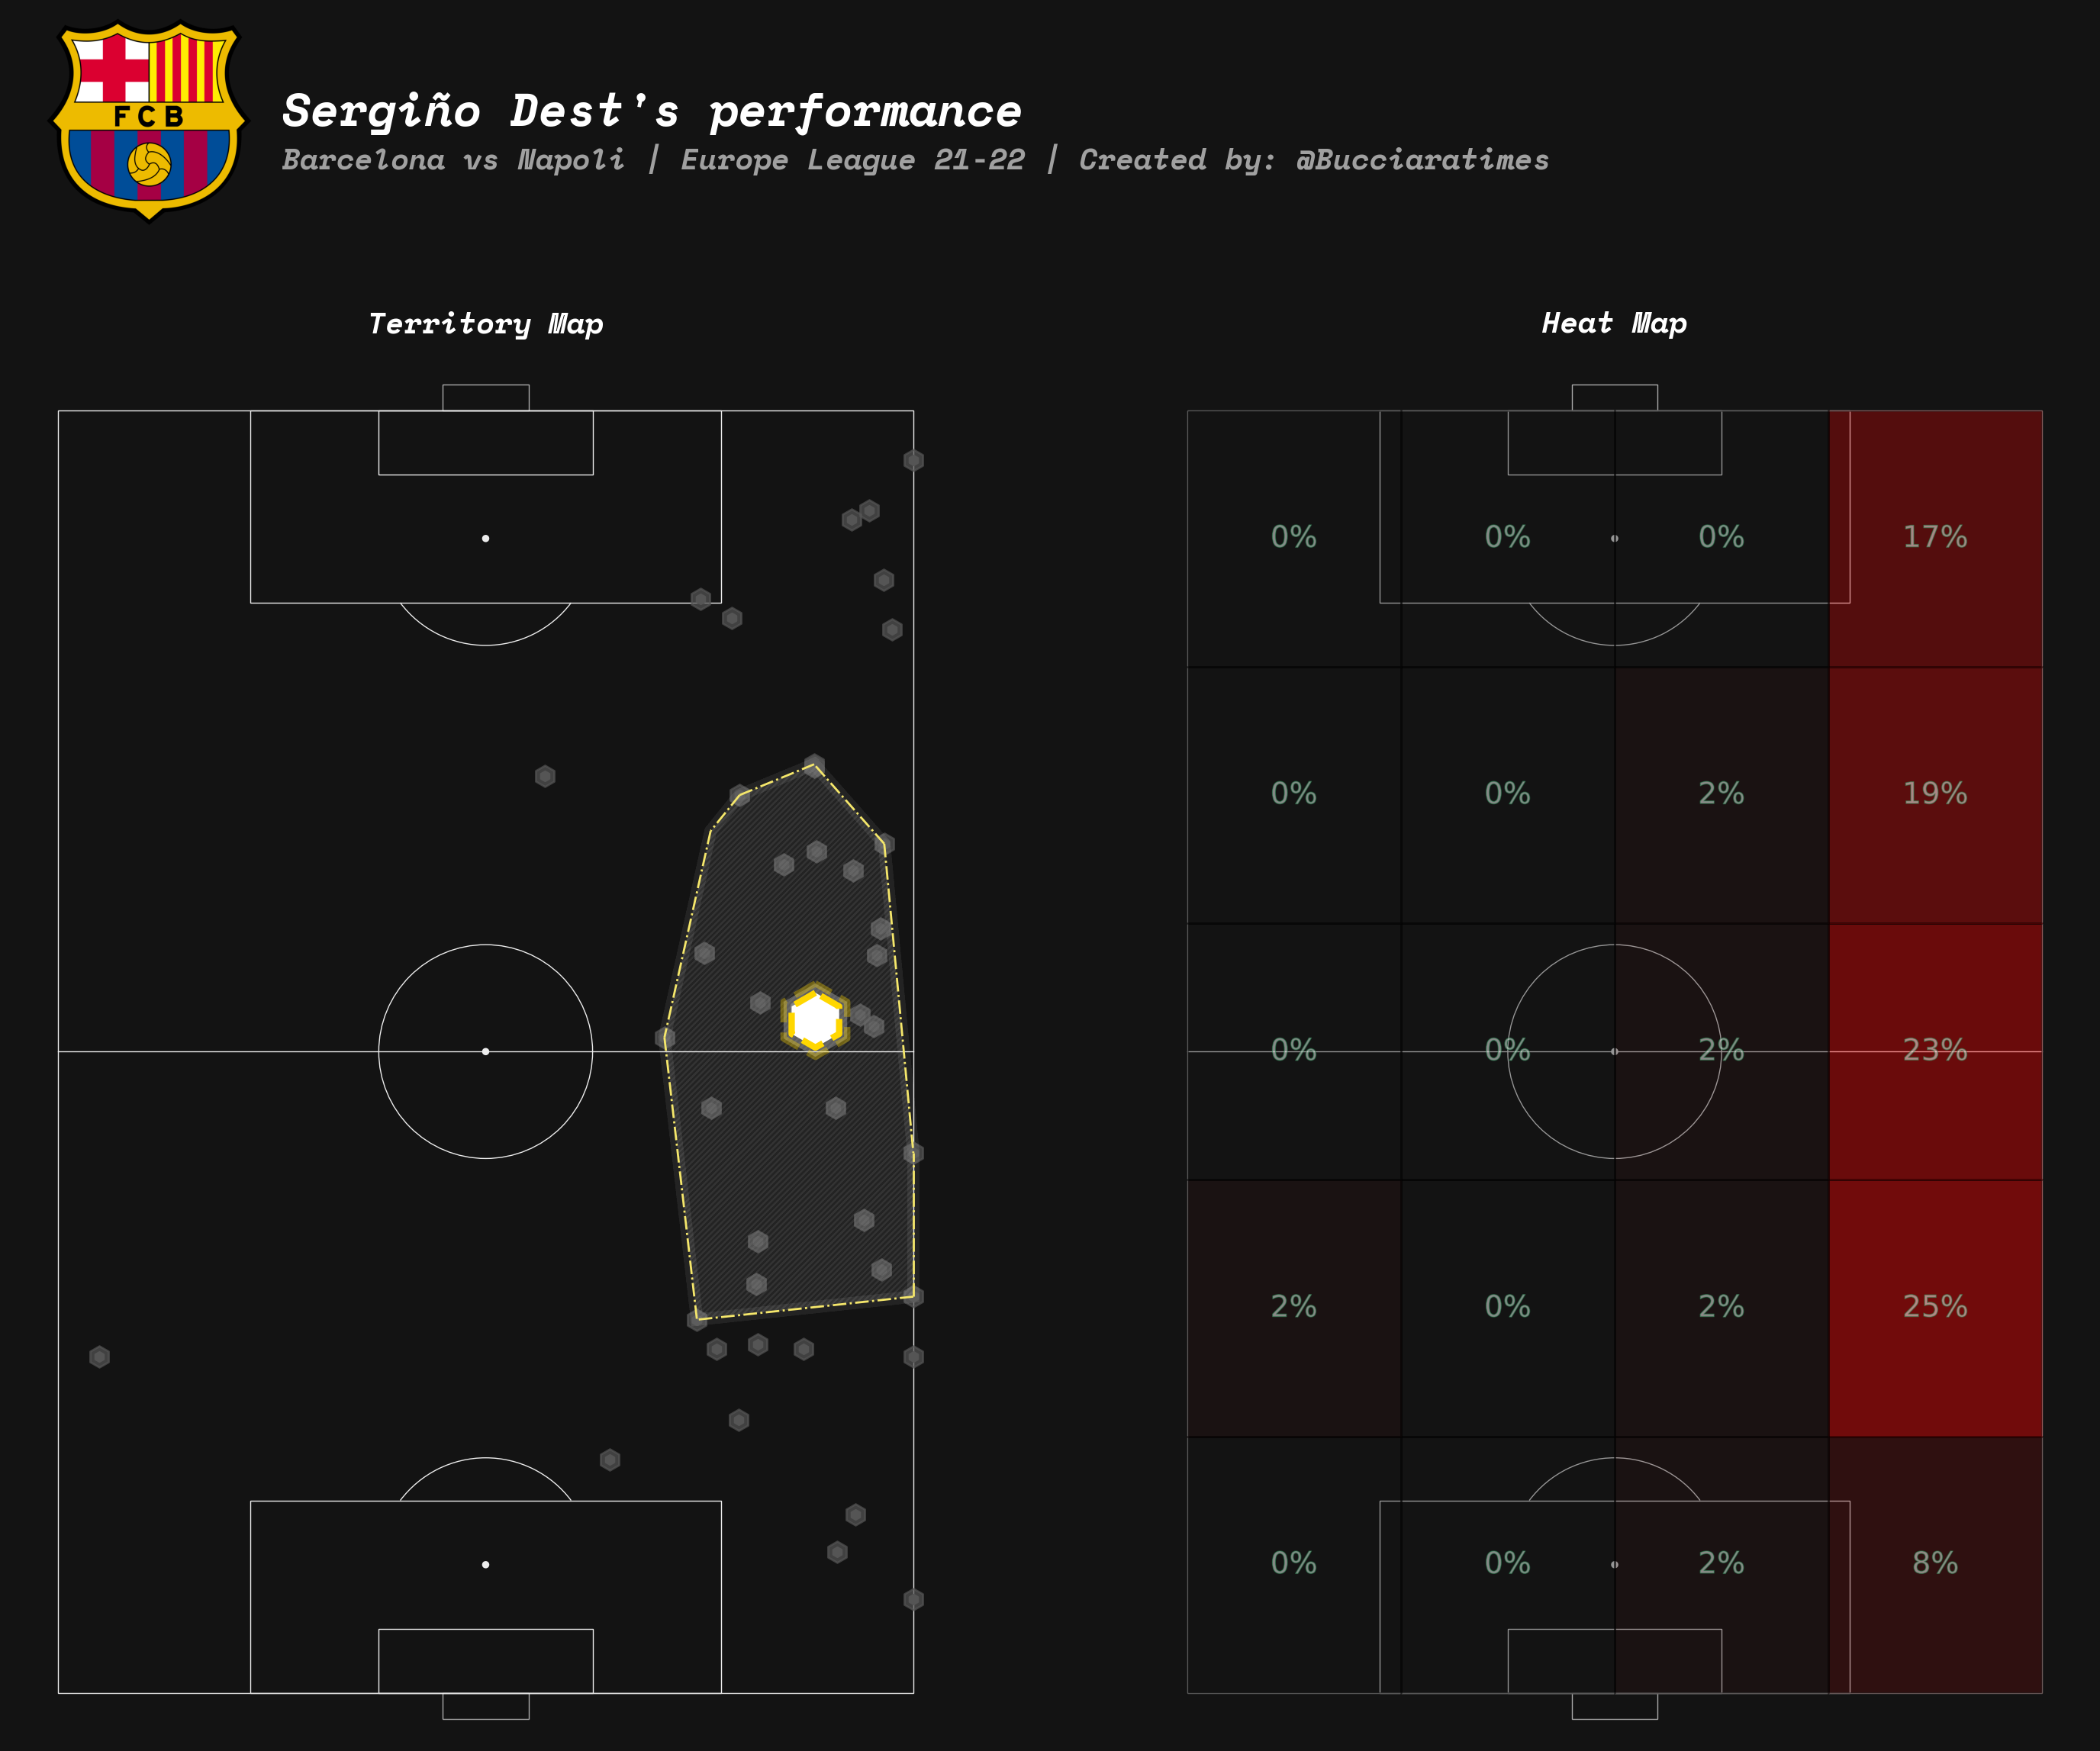 FCB
Sergiño Dest's performance
Barcelona vs Napoli | Europe League 21-22 | Created by: @Bucciaratimes
Territory Map
Heat Map
0% 0% 0% 17%
0% 0% 2% 19%
0% 0% 2% 23%
2% 0% 2% 25%
0% 0% 2% 8%